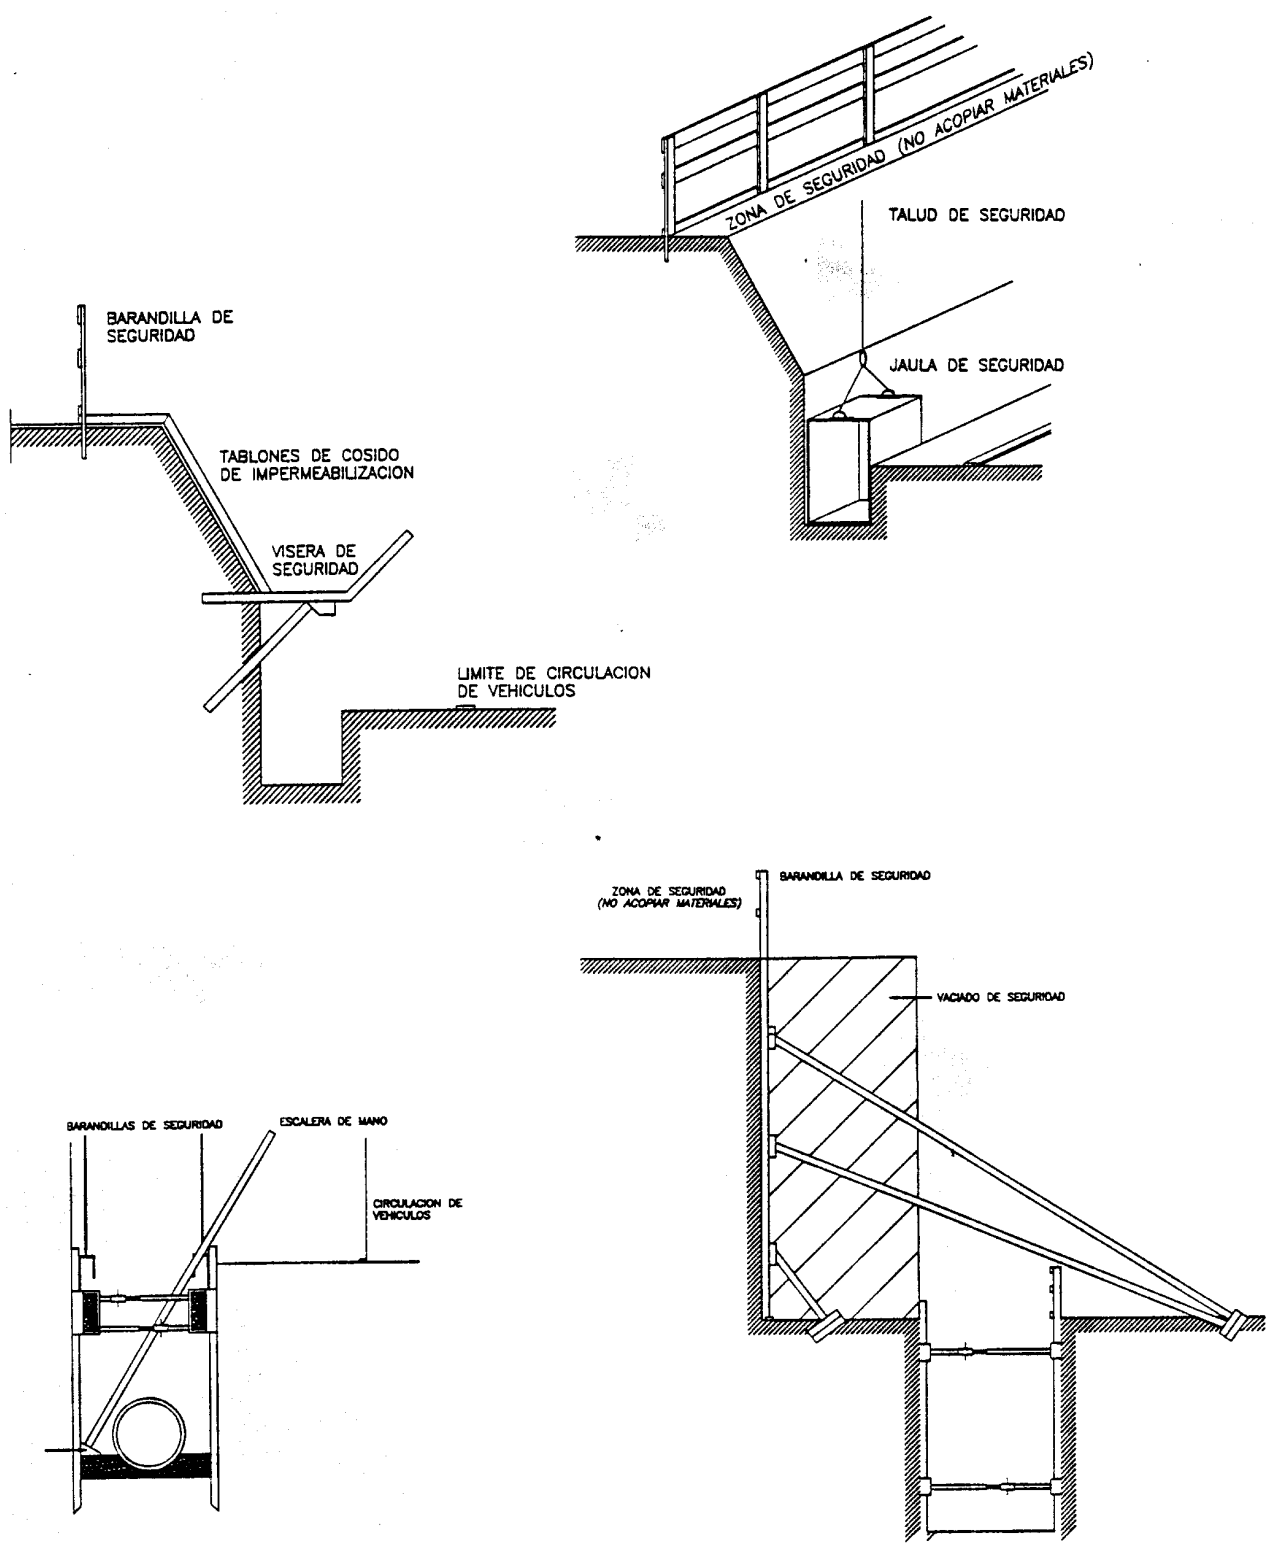 ZONA DE SEGURIDAD (NO ACOPIAR MATERIALES)
TALUD DE SEGURIDAD
JAULA DE SEGURIDAD
BARANDILLA DE
SEGURIDAD
TABLONES DE COSIDO
DE IMPERMEABILIZACION
VISERA DE
SEGURIDAD
LIMITE DE CIRCULACION
DE VEHICULOS
ZONA DE SEGURIDAD
(NO ACOPIAR MATERIALES)
BARANDILLA DE SEGURIDAD
VACIADO DE SEGURIDAD
BARANDILLAS DE SEGURIDAD
ESCALERA DE MANO
CIRCULACION DE
VEHICULOS